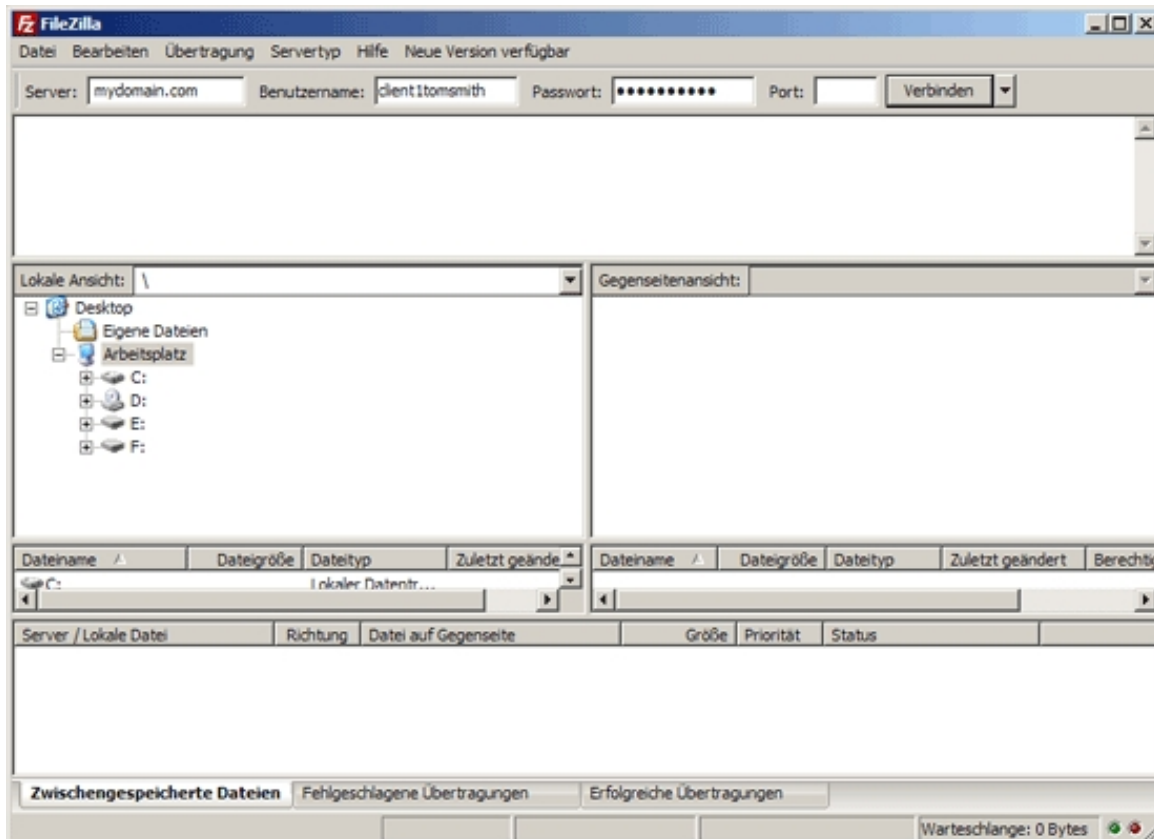 FileZilla
Datei Bearbeiten Übertragung Servertyp Hilfe Neue Version verfügbar
Server: mydomain.com Benutzername: client1tomsmith Passwort: ●●●●●●●●●● Port: Verbinden
Lokale Ansicht: \ Gegenseitenansicht:
Desktop
Eigene Dateien
Arbeitsplatz
C:
D:
E:
F:
Dateiname Dateigröße Dateityp Zuletzt geände Dateiname Dateigröße Dateityp Zuletzt geändert Berechtig
C: Lokaler Datentr...
Server / Lokale Datei Richtung Datei auf Gegenseite Größe Priorität Status
Zwischengespeicherte Dateien Fehlgeschlagene Übertragungen Erfolgreiche Übertragungen
Warteschlange: 0 Bytes